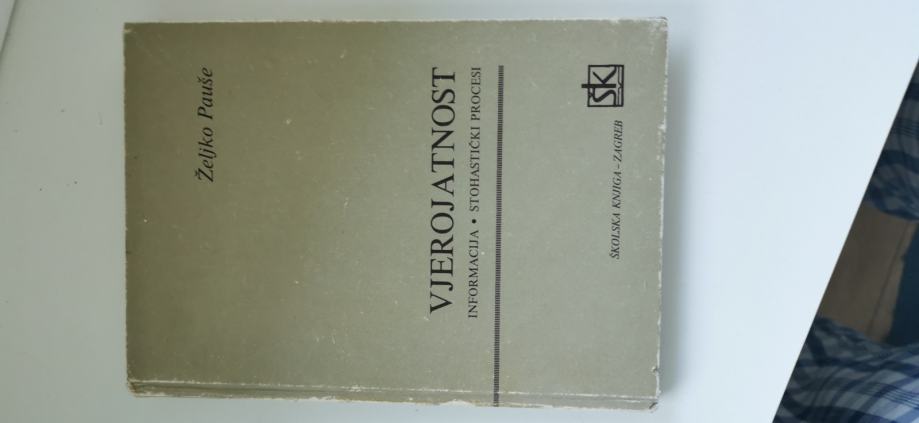 Željko Pauše
VJEROJATNOST
INFORMACIJA • STOHASTIČKI PROCESI
ŠK
ŠKOLSKA KNJIGA - ZAGREB